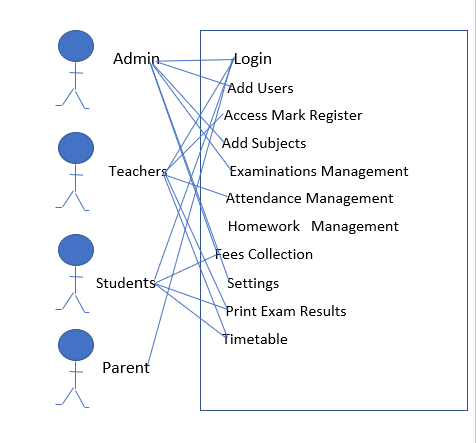 Admin
Login
Add Users
Access Mark Register
Add Subjects
Teachers
Examinations Management
Attendance Management
Homework Management
Fees Collection
Students
Settings
Print Exam Results
Timetable
Parent